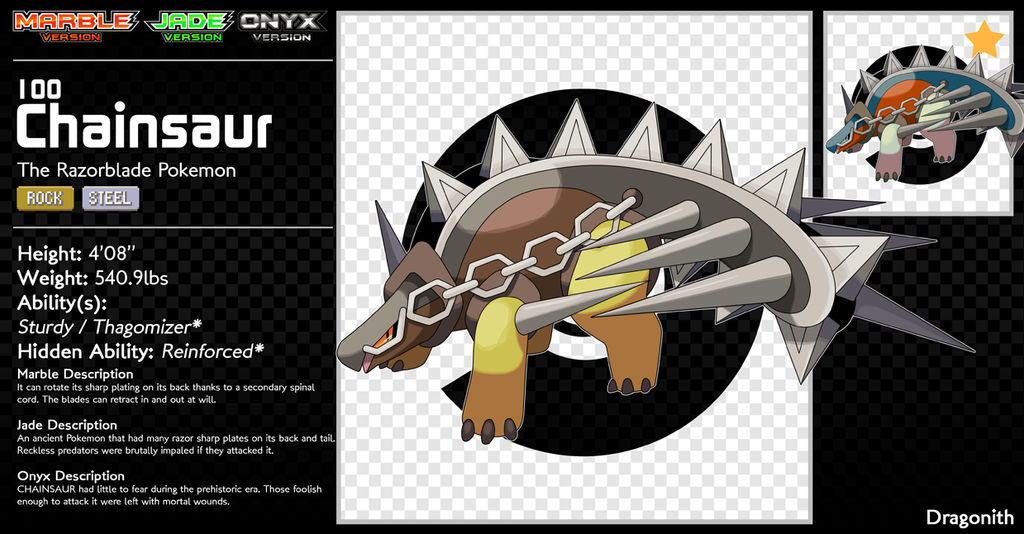 MARBLE VERSION
JADE VERSION
ONYX VERSION
100
Chainsaur
The Razorblade Pokemon
ROCK STEEL
Height: 4'08"
Weight: 540.9lbs
Ability(s):
Sturdy / Thagomizer*
Hidden Ability: Reinforced*
Marble Description
It can rotate its sharp plating on its back thanks to a secondary spinal
cord. The blades can retract in and out at will.
Jade Description
An ancient Pokemon that had many razor sharp plates on its back and tail.
Reckless predators were brutally impaled if they attacked it.
Onyx Description
CHAINSAUR had little to fear during the prehistoric era. Those foolish
enough to attack it were left with mortal wounds.
Dragonith